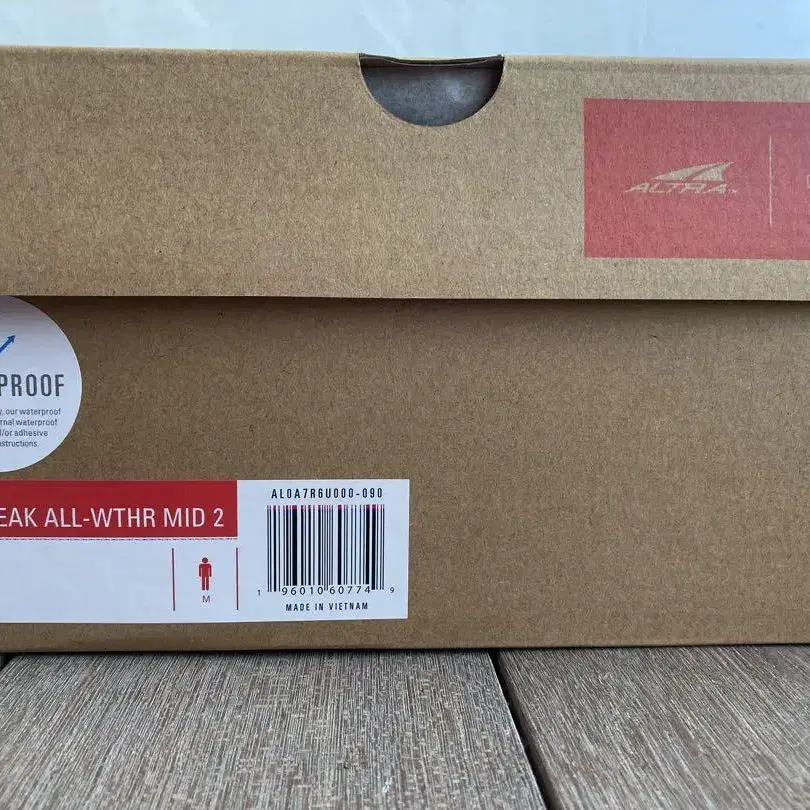 ALTRA
PROOF
, our waterproof
rnal waterproof
/or adhesive
structions.
EAK ALL-WTHR MID 2
M
AL0A7R6U000-090
1 96010 60774 9
MADE IN VIETNAM